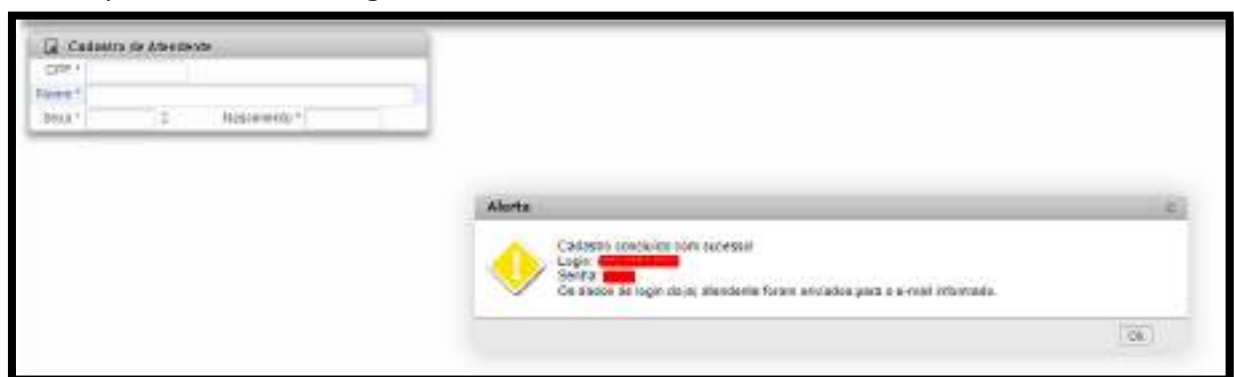 Cadastro de Atendente
CPF *
Nome *
Sexo * Nascimento *
Alerta
Cadastro concluído com sucesso!
Login:
Senha:
Os dados de login do(a) atendente foram enviados para o e-mail informado.
Ok